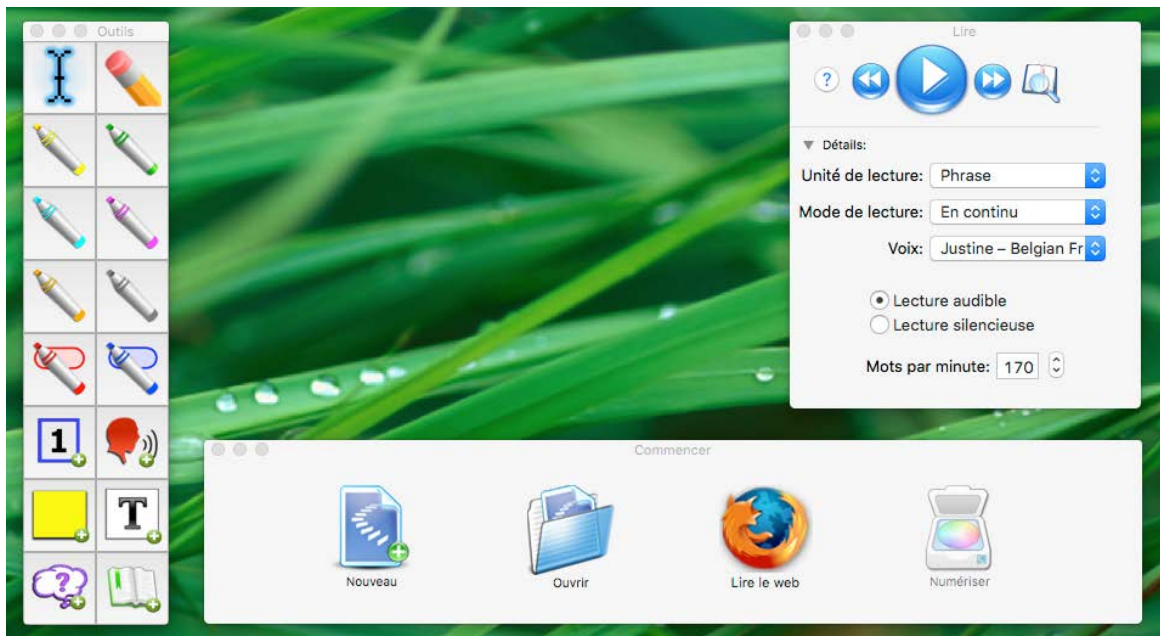 Outils
1
T
?
Lire
?
Détails:
Unité de lecture: Phrase
Mode de lecture: En continu
Voix: Justine – Belgian Fr
Lecture audible
Lecture silencieuse
Mots par minute: 170
Commencer
Nouveau
Ouvrir
Lire le web
Numériser